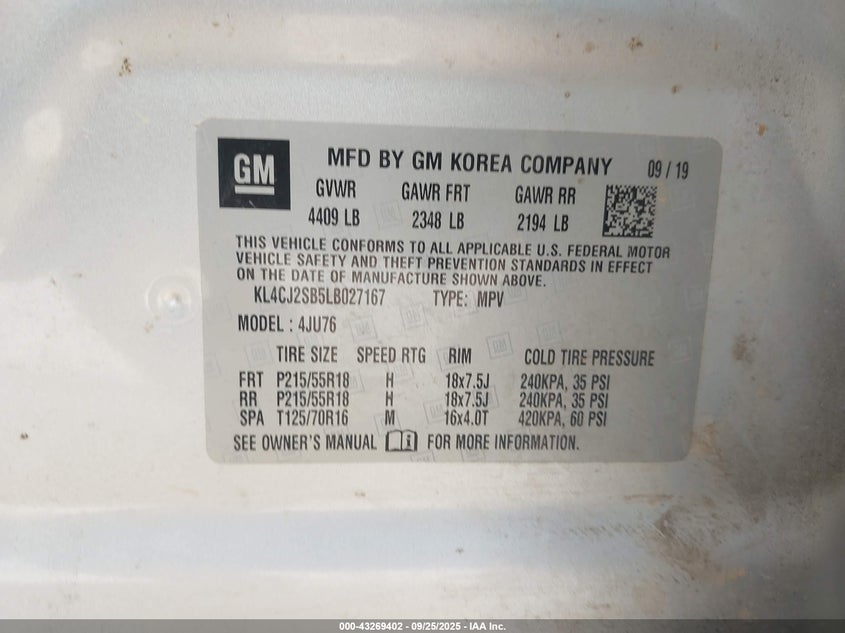 GM
MFD BY GM KOREA COMPANY 09 / 19
GVWR GAWR FRT GAWR RR
4409 LB 2348 LB 2194 LB
THIS VEHICLE CONFORMS TO ALL APPLICABLE U.S. FEDERAL MOTOR
VEHICLE SAFETY AND THEFT PREVENTION STANDARDS IN EFFECT
ON THE DATE OF MANUFACTURE SHOWN ABOVE.
KL4CJ2SB5LB027167 TYPE: MPV
MODEL : 4JU76
TIRE SIZE SPEED RTG RIM COLD TIRE PRESSURE
FRT P215/55R18 H 18x7.5J 240KPA, 35 PSI
RR P215/55R18 H 18x7.5J 240KPA, 35 PSI
SPA T125/70R16 M 16x4.0T 420KPA, 60 PSI
SEE OWNER'S MANUAL FOR MORE INFORMATION.
000-43269402 - 09/25/2025 - IAA Inc.